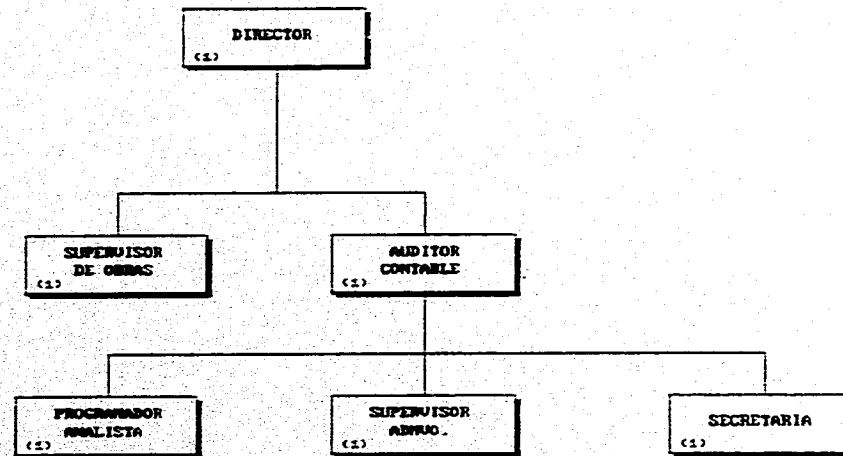 DIRECTOR
(1)
SUPERVISOR
DE OBRAS
(1)
AUDITOR
CONTABLE
(1)
PROGRAMADOR
ANALISTA
(1)
SUPERVISOR
ADMVO.
(1)
SECRETARIA
(1)